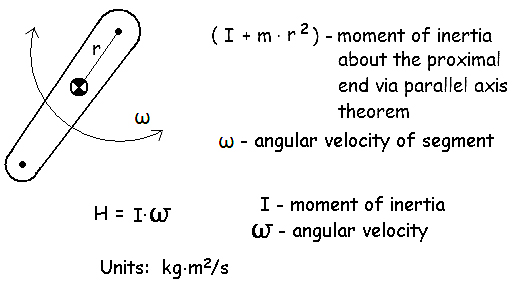 r
( I + m · r² ) - moment of inertia
about the proximal
end via parallel axis
theorem
ω
ω - angular velocity of segment
H = I·ω
I - moment of inertia
ω - angular velocity
Units: kg·m²/s